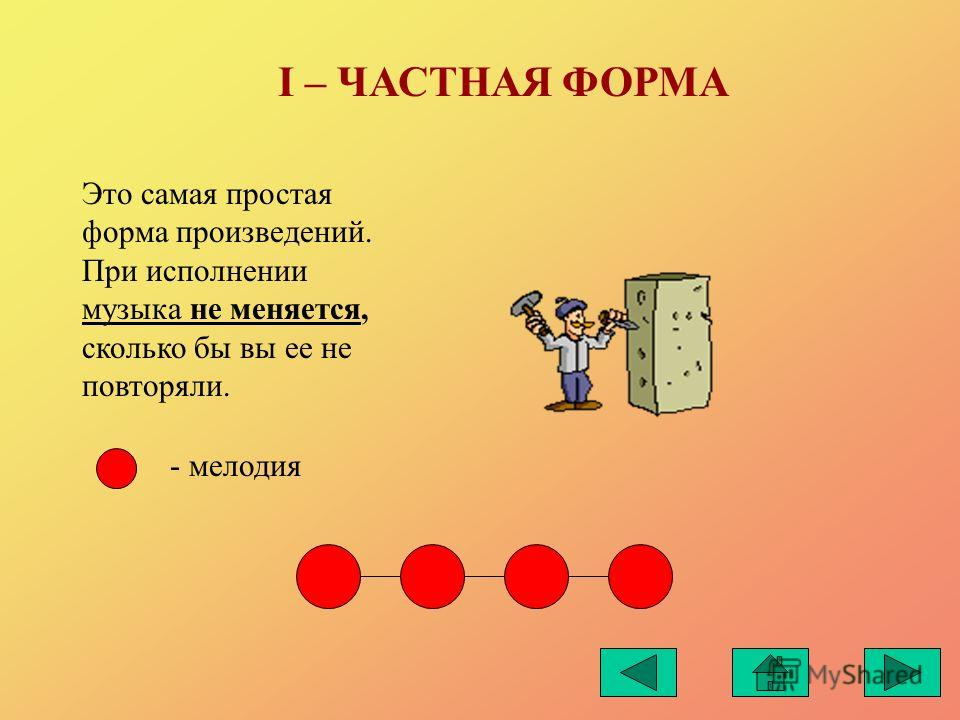 I – ЧАСТНАЯ ФОРМА
Это самая простая
форма произведений.
При исполнении
музыка не меняется,
сколько бы вы ее не
повторяли.
- мелодия
MyShared